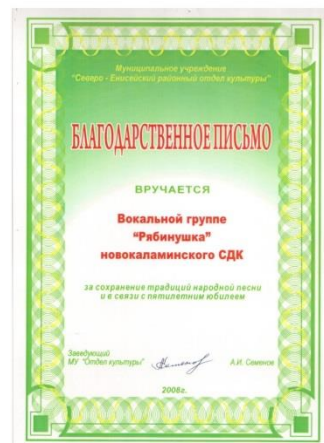 Муниципальное учреждение
"Северо - Енисейский районный отдел культуры"
БЛАГОДАРСТВЕННОЕ ПИСЬМО
ВРУЧАЕТСЯ
Вокальной группе
"Рябинушка"
новокаламинского СДК
за сохранение традиций народной песни
и в связи с пятилетним юбилеем
Заведующий
МУ "Отдел культуры" А.И. Семенов
2006г.